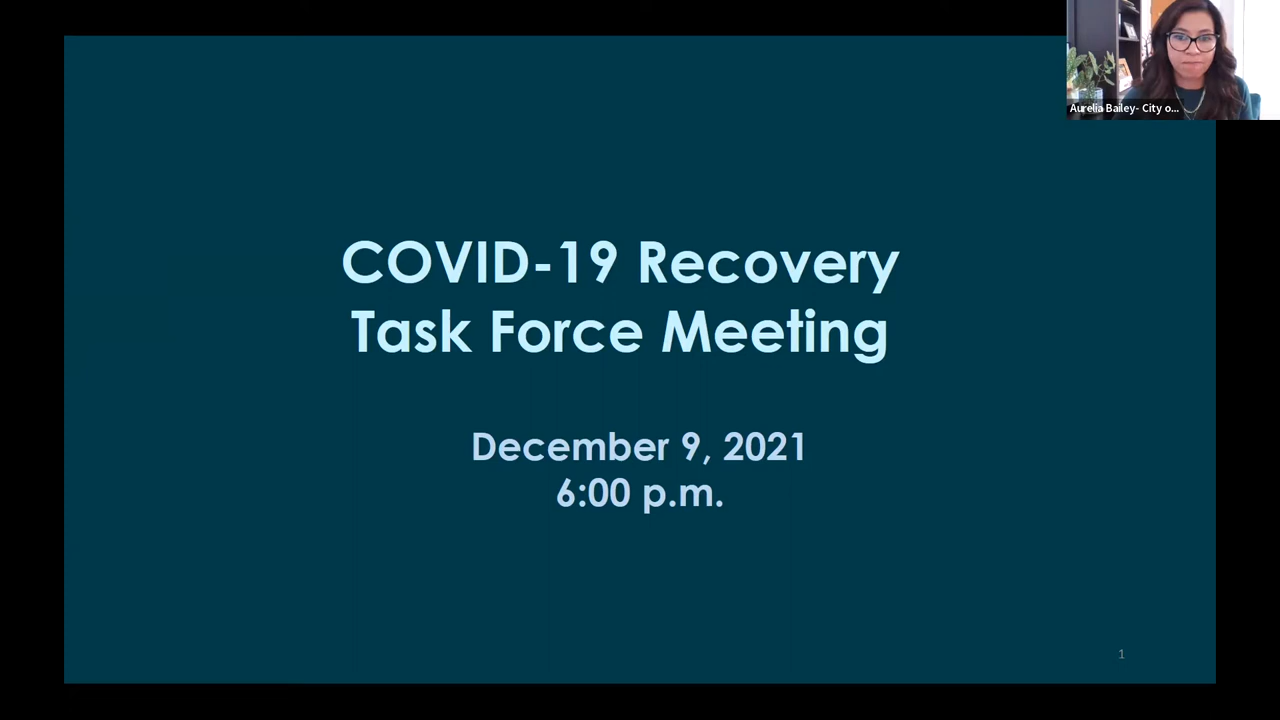 Aurelia Bailey- City o...
COVID-19 Recovery
Task Force Meeting
December 9, 2021
6:00 p.m.
1